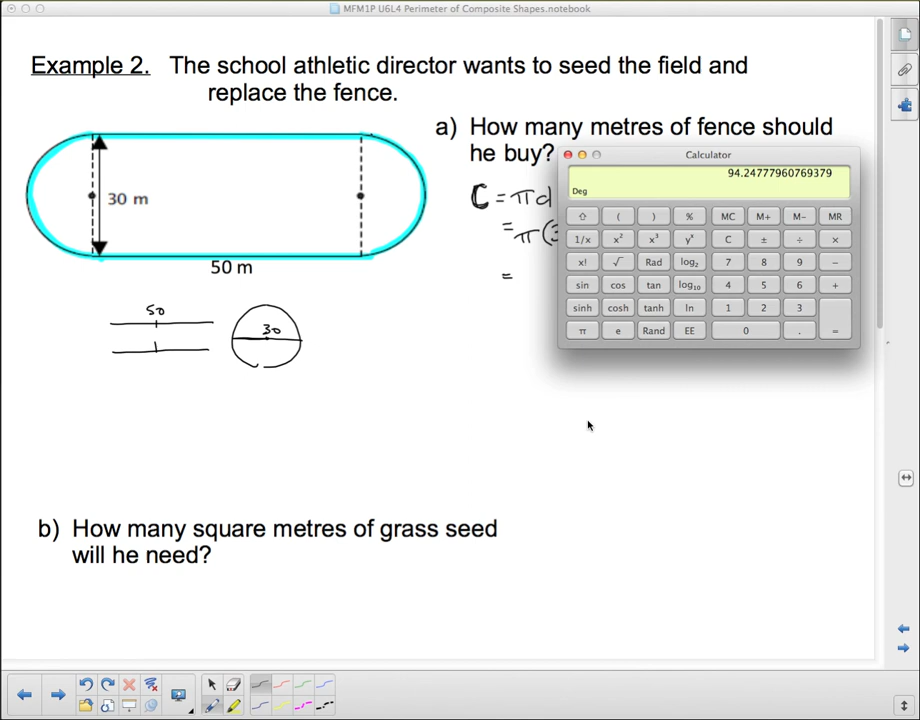 MFM1P U6L4 Perimeter of Composite Shapes.notebook
Example 2. The school athletic director wants to seed the field and
replace the fence.
a) How many metres of fence should
he buy?
30 m
50 m
C = πd
= π(3
=
50
30
Calculator
94.24777960769379
Deg
( ) % MC M+ M- MR
1/x x² x³ yˣ C ± ÷ ×
x! √ Rad log₂ 7 8 9 −
sin cos tan log₁₀ 4 5 6 +
sinh cosh tanh ln 1 2 3
π e Rand EE 0 . =
b) How many square metres of grass seed
will he need?